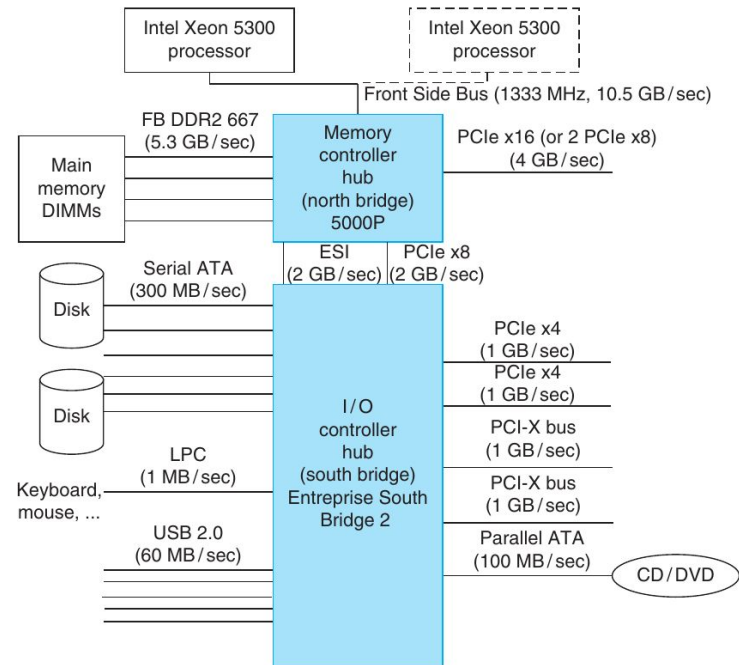 Intel Xeon 5300
processor
Intel Xeon 5300
processor
Front Side Bus (1333 MHz, 10.5 GB/sec)
FB DDR2 667
(5.3 GB/sec)
Main
memory
DIMMs
Memory
controller
hub
(north bridge)
5000P
PCIe x16 (or 2 PCIe x8)
(4 GB/sec)
ESI
(2 GB/sec)
PCIe x8
(2 GB/sec)
Serial ATA
(300 MB/sec)
Disk
Disk
LPC
(1 MB/sec)
Keyboard,
mouse, ...
USB 2.0
(60 MB/sec)
I/O
controller
hub
(south bridge)
Entreprise South
Bridge 2
PCIe x4
(1 GB/sec)
PCIe x4
(1 GB/sec)
PCI-X bus
(1 GB/sec)
PCI-X bus
(1 GB/sec)
Parallel ATA
(100 MB/sec)
CD/DVD